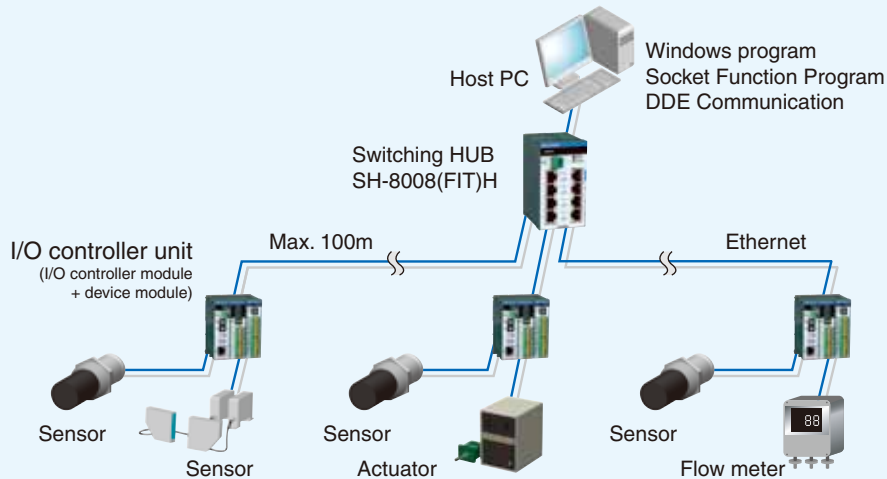 Host PC
Windows program
Socket Function Program
DDE Communication
Switching HUB
SH-8008(FIT)H
I/O controller unit
(I/O controller module
+ device module)
Max. 100m
Ethernet
Sensor
Sensor
Sensor
Actuator
88
Sensor
Flow meter